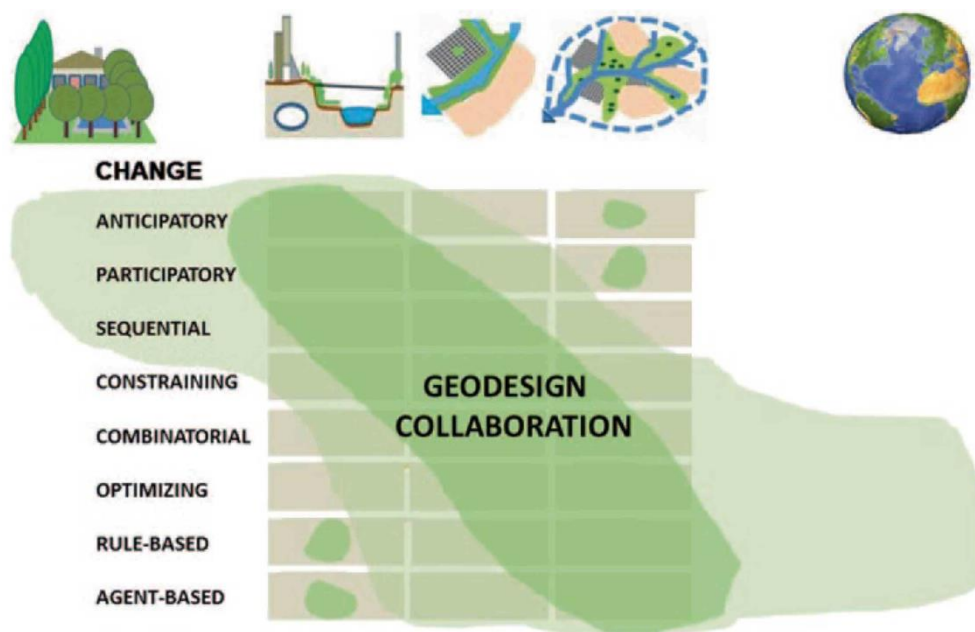 CHANGE
ANTICIPATORY
PARTICIPATORY
SEQUENTIAL
CONSTRAINING
COMBINATORIAL
OPTIMIZING
RULE-BASED
AGENT-BASED
GEODESIGN
COLLABORATION